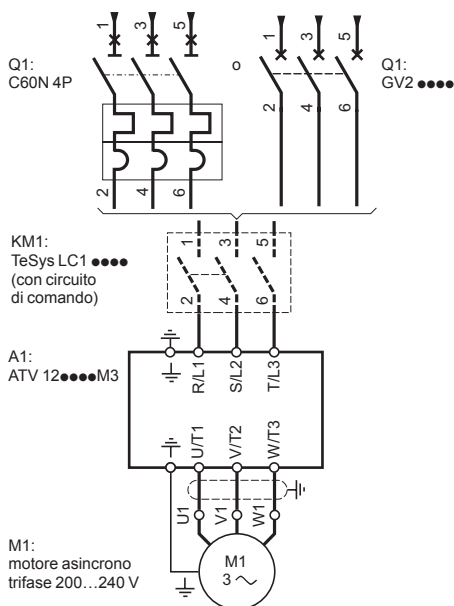 1 3 5
1 3 5
Q1:
C60N 4P
o
Q1:
GV2 ●●●●
2 4 6
2 4 6
KM1:
TeSys LC1 ●●●●
(con circuito
di comando)
1 3 5
2 4 6
A1:
ATV 12●●●●M3
R/L1 S/L2 T/L3
U/T1 V/T2 W/T3
U1 V1 W1
M1:
motore asincrono
trifase 200…240 V
M1
3 ~